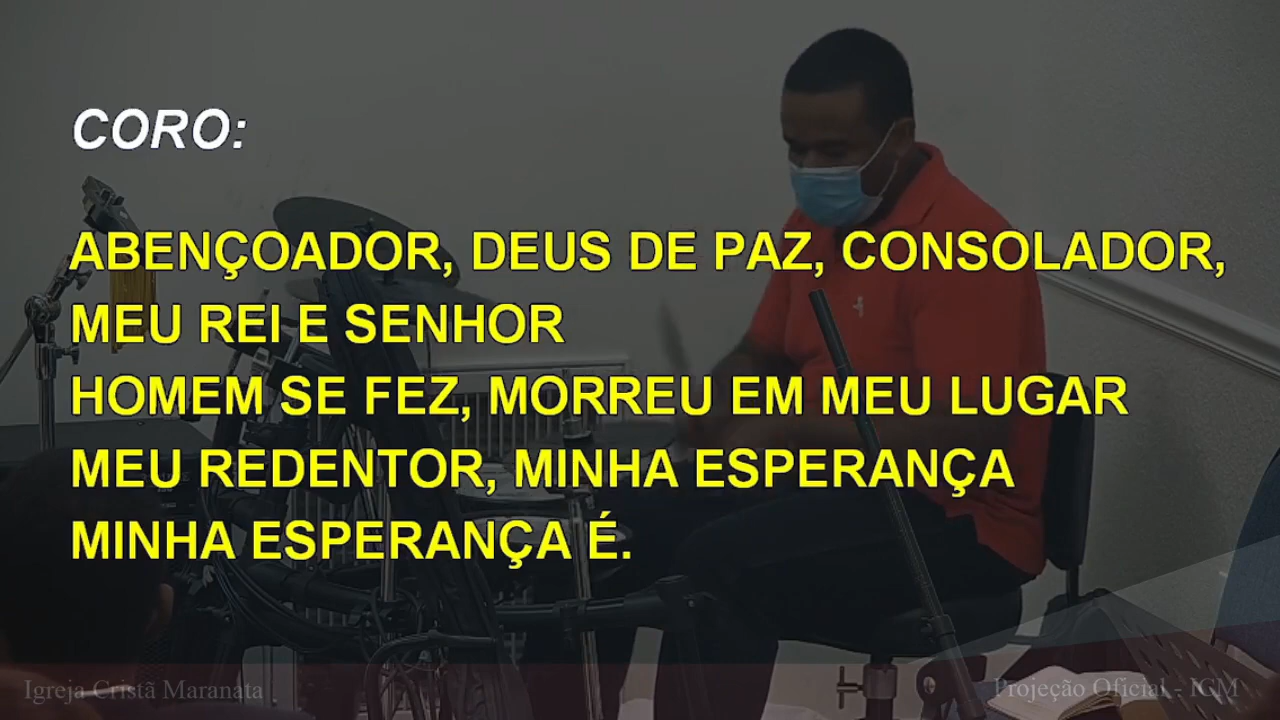 CORO:
ABENÇOADOR, DEUS DE PAZ, CONSOLADOR,
MEU REI E SENHOR
HOMEM SE FEZ, MORREU EM MEU LUGAR
MEU REDENTOR, MINHA ESPERANÇA
MINHA ESPERANÇA É.
Igreja Cristã Maranata
Projeção Oficial - ICM